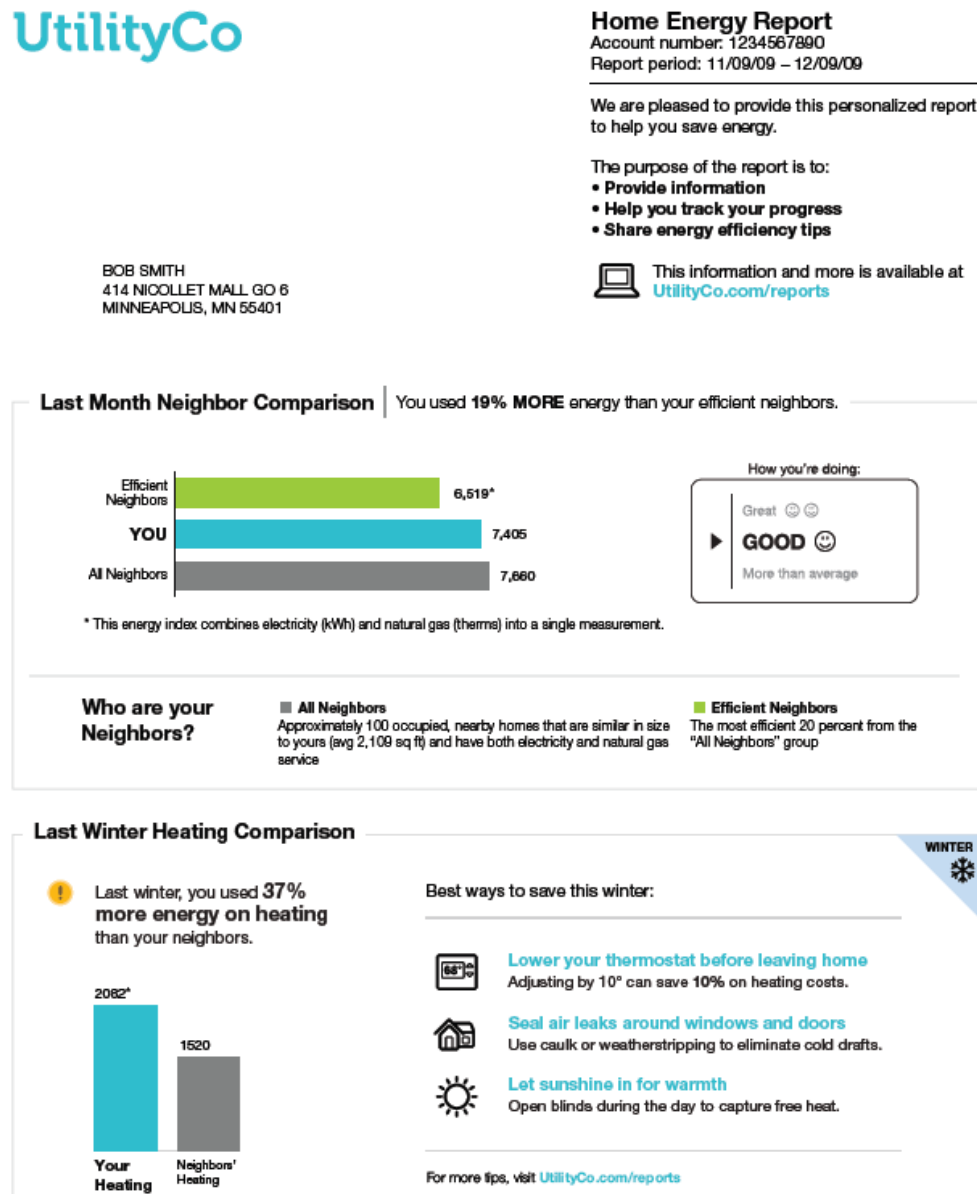 UtilityCo
Home Energy Report
Account number: 1234567890
Report period: 11/09/09 – 12/09/09
We are pleased to provide this personalized report
to help you save energy.
The purpose of the report is to:
• Provide information
• Help you track your progress
• Share energy efficiency tips
This information and more is available at
UtilityCo.com/reports
BOB SMITH
414 NICOLLET MALL GO 6
MINNEAPOLIS, MN 55401
Last Month Neighbor Comparison | You used 19% MORE energy than your efficient neighbors.
Efficient
Neighbors
6,519*
YOU
7,405
All Neighbors
7,660
* This energy index combines electricity (kWh) and natural gas (therms) into a single measurement.
How you're doing:
Great
GOOD
More than average
Who are your
Neighbors?
All Neighbors
Approximately 100 occupied, nearby homes that are similar in size
to yours (avg 2,109 sq ft) and have both electricity and natural gas
service
Efficient Neighbors
The most efficient 20 percent from the
"All Neighbors" group
Last Winter Heating Comparison
WINTER
Last winter, you used 37%
more energy on heating
than your neighbors.
2082*
1520
Your
Heating
Neighbors'
Heating
Best ways to save this winter:
68°
Lower your thermostat before leaving home
Adjusting by 10° can save 10% on heating costs.
Seal air leaks around windows and doors
Use caulk or weatherstripping to eliminate cold drafts.
Let sunshine in for warmth
Open blinds during the day to capture free heat.
For more tips, visit UtilityCo.com/reports